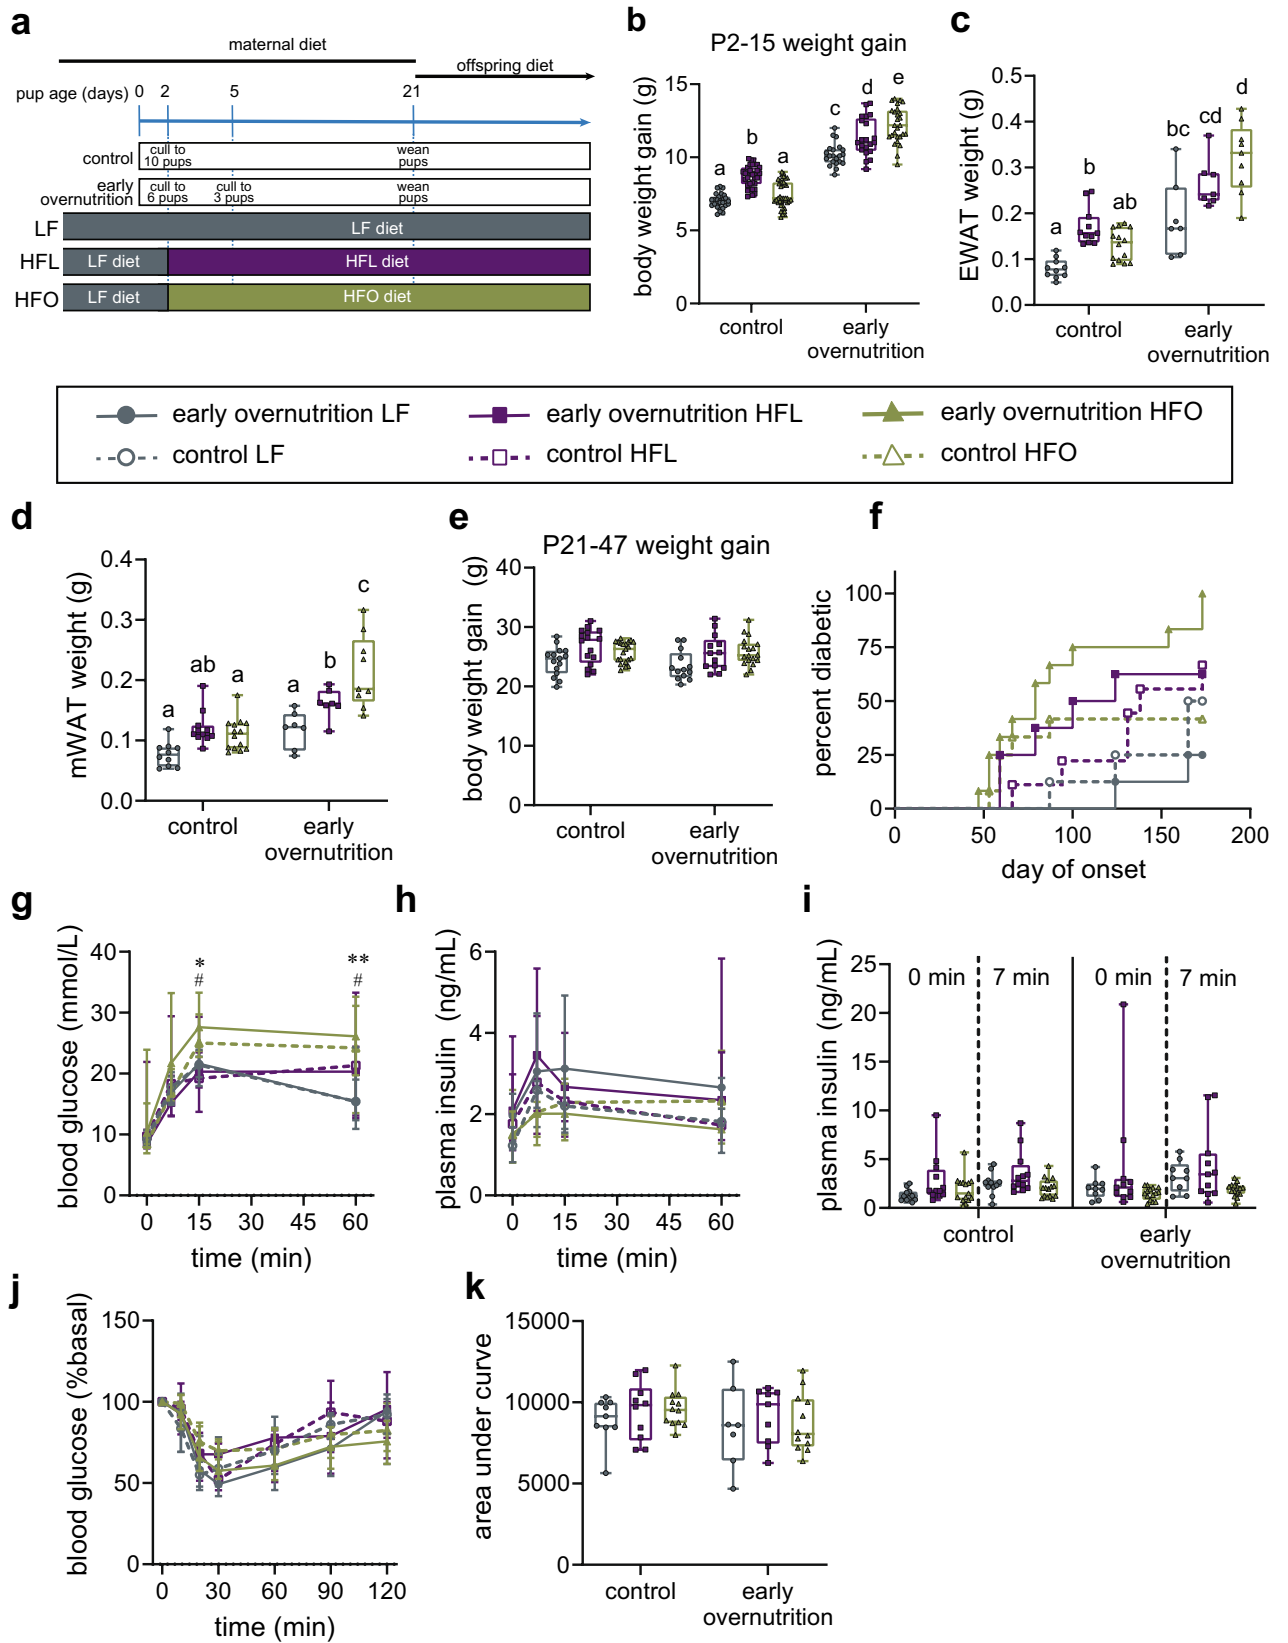 a
maternal diet
offspring diet
pup age (days) 0 2 5 21
control
cull to
10 pups
wean
pups
early
overnutrition
cull to
6 pups
cull to
3 pups
wean
pups
LF
LF diet
HFL
LF diet
HFL diet
HFO
LF diet
HFO diet
b
P2-15 weight gain
body weight gain (g)
15
10
5
0
a
b
a
c
d
e
control
early
overnutrition
c
EWAT weight (g)
0.5
0.4
0.3
0.2
0.1
0.0
a
b
ab
bc
cd
d
control
early
overnutrition
early overnutrition LF
early overnutrition HFL
early overnutrition HFO
control LF
control HFL
control HFO
d
mWAT weight (g)
0.4
0.3
0.2
0.1
0.0
a
ab
a
a
b
c
control
early
overnutrition
e
P21-47 weight gain
body weight gain (g)
40
30
20
10
0
control
early
overnutrition
f
percent diabetic
100
75
50
25
0
0 50 100 150 200
day of onset
g
blood glucose (mmol/L)
40
30
20
10
0
*
#
**
#
0 15 30 45 60
time (min)
h
plasma insulin (ng/mL)
6
4
2
0
0 15 30 45 60
time (min)
i
plasma insulin (ng/mL)
25
20
15
10
5
0
0 min 7 min 0 min 7 min
control
early
overnutrition
j
blood glucose (%basal)
150
100
50
0
0 30 60 90 120
time (min)
k
area under curve
15000
10000
5000
0
control
early
overnutrition